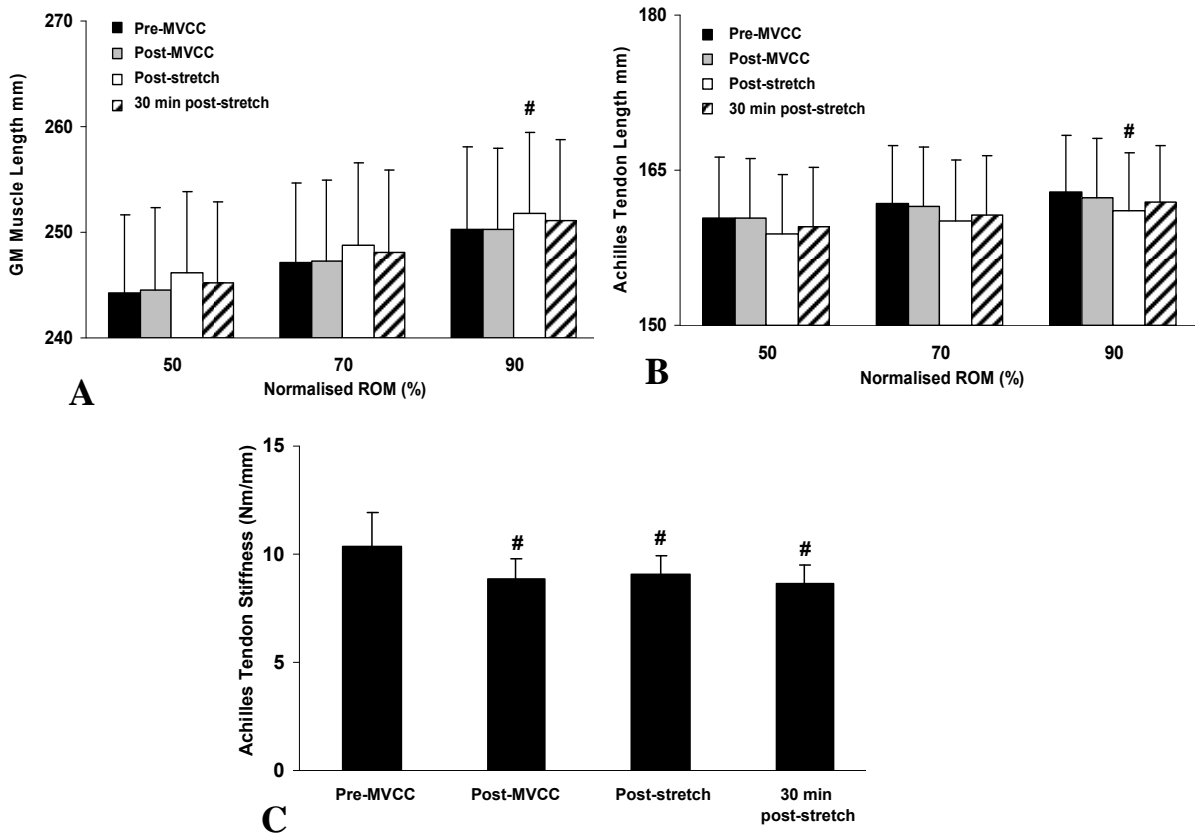 270
260
250
240
GM Muscle Length mm
Pre-MVCC
Post-MVCC
Post-stretch
30 min post-stretch
#
50 70 90
Normalised ROM (%)
A
180
165
150
Achilles Tendon Length mm)
Pre-MVCC
Post-MVCC
Post-stretch
30 min post-stretch
#
50 70 90
Normalised ROM (%)
B
15
10
5
0
Achilles Tendon Stiffness (Nm/mm)
# # #
Pre-MVCC Post-MVCC Post-stretch 30 min
post-stretch
C